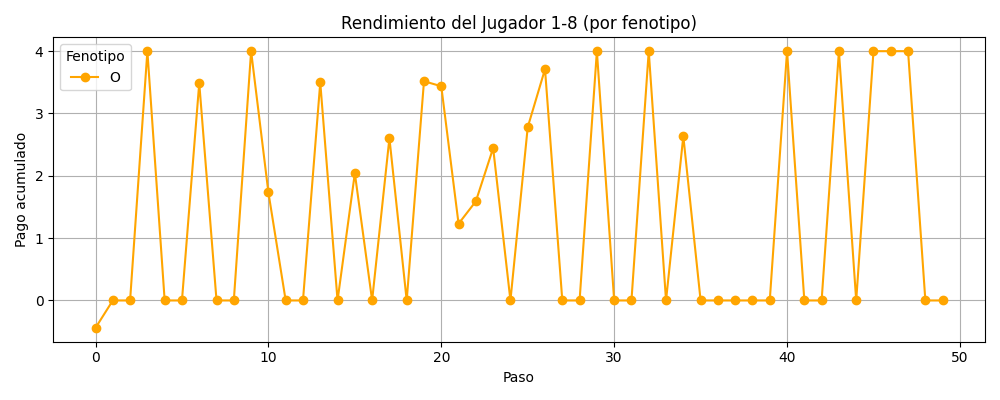 Rendimiento del Jugador 1-8 (por fenotipo)
Fenotipo
O
Pago acumulado
4
3
2
1
0
0 10 20 30 40 50
Paso